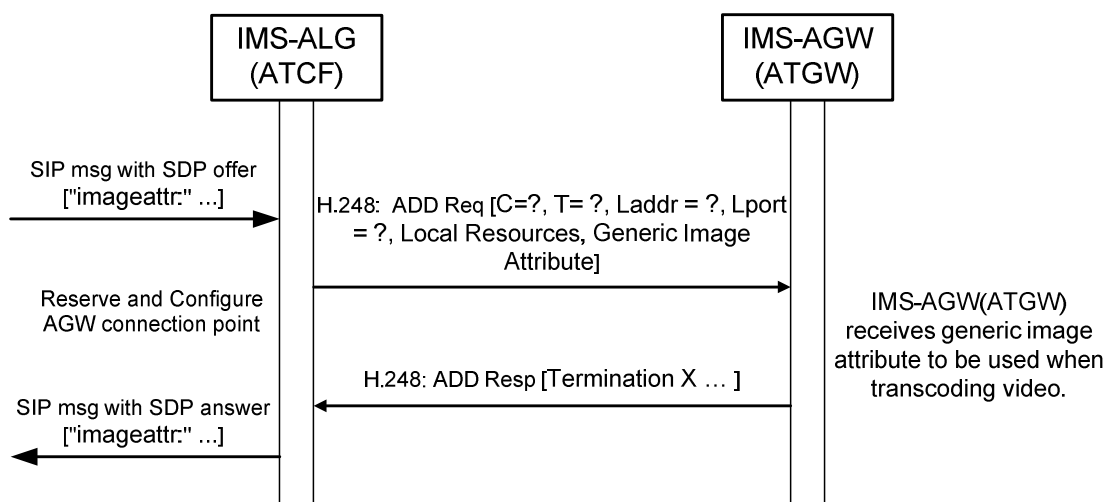 IMS-ALG
(ATCF)
IMS-AGW
(ATGW)
SIP msg with SDP offer
["imageattr:" ...]
H.248: ADD Req [C=?, T= ?, Laddr = ?, Lport
= ?, Local Resources, Generic Image
Attribute]
Reserve and Configure
AGW connection point
IMS-AGW(ATGW)
receives generic image
attribute to be used when
transcoding video.
H.248: ADD Resp [Termination X … ]
SIP msg with SDP answer
["imageattr:" ...]